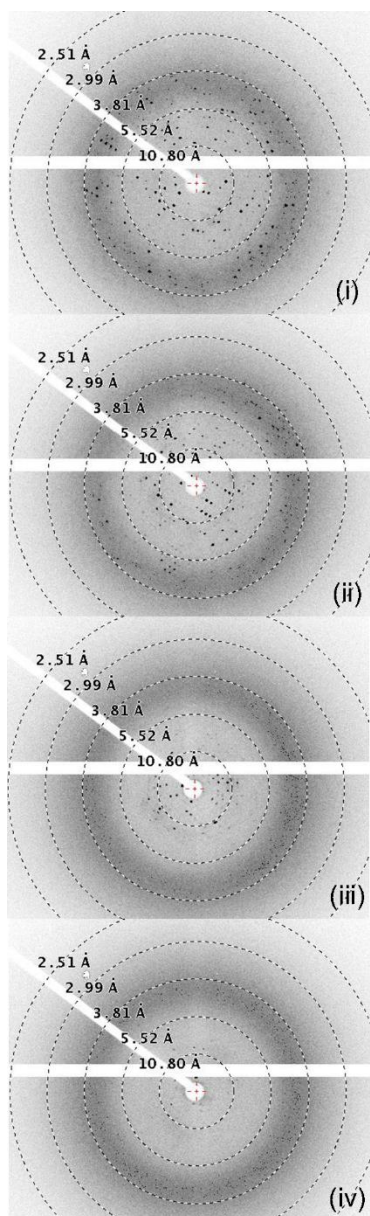 2.51 Å
2.99 Å
3.81 Å
5.52 Å
10.80 Å
(i)
2.51 Å
2.99 Å
3.81 Å
5.52 Å
10.80 Å
(ii)
2.51 Å
2.99 Å
3.81 Å
5.52 Å
10.80 Å
(iii)
2.51 Å
2.99 Å
3.81 Å
5.52 Å
10.80 Å
(iv)